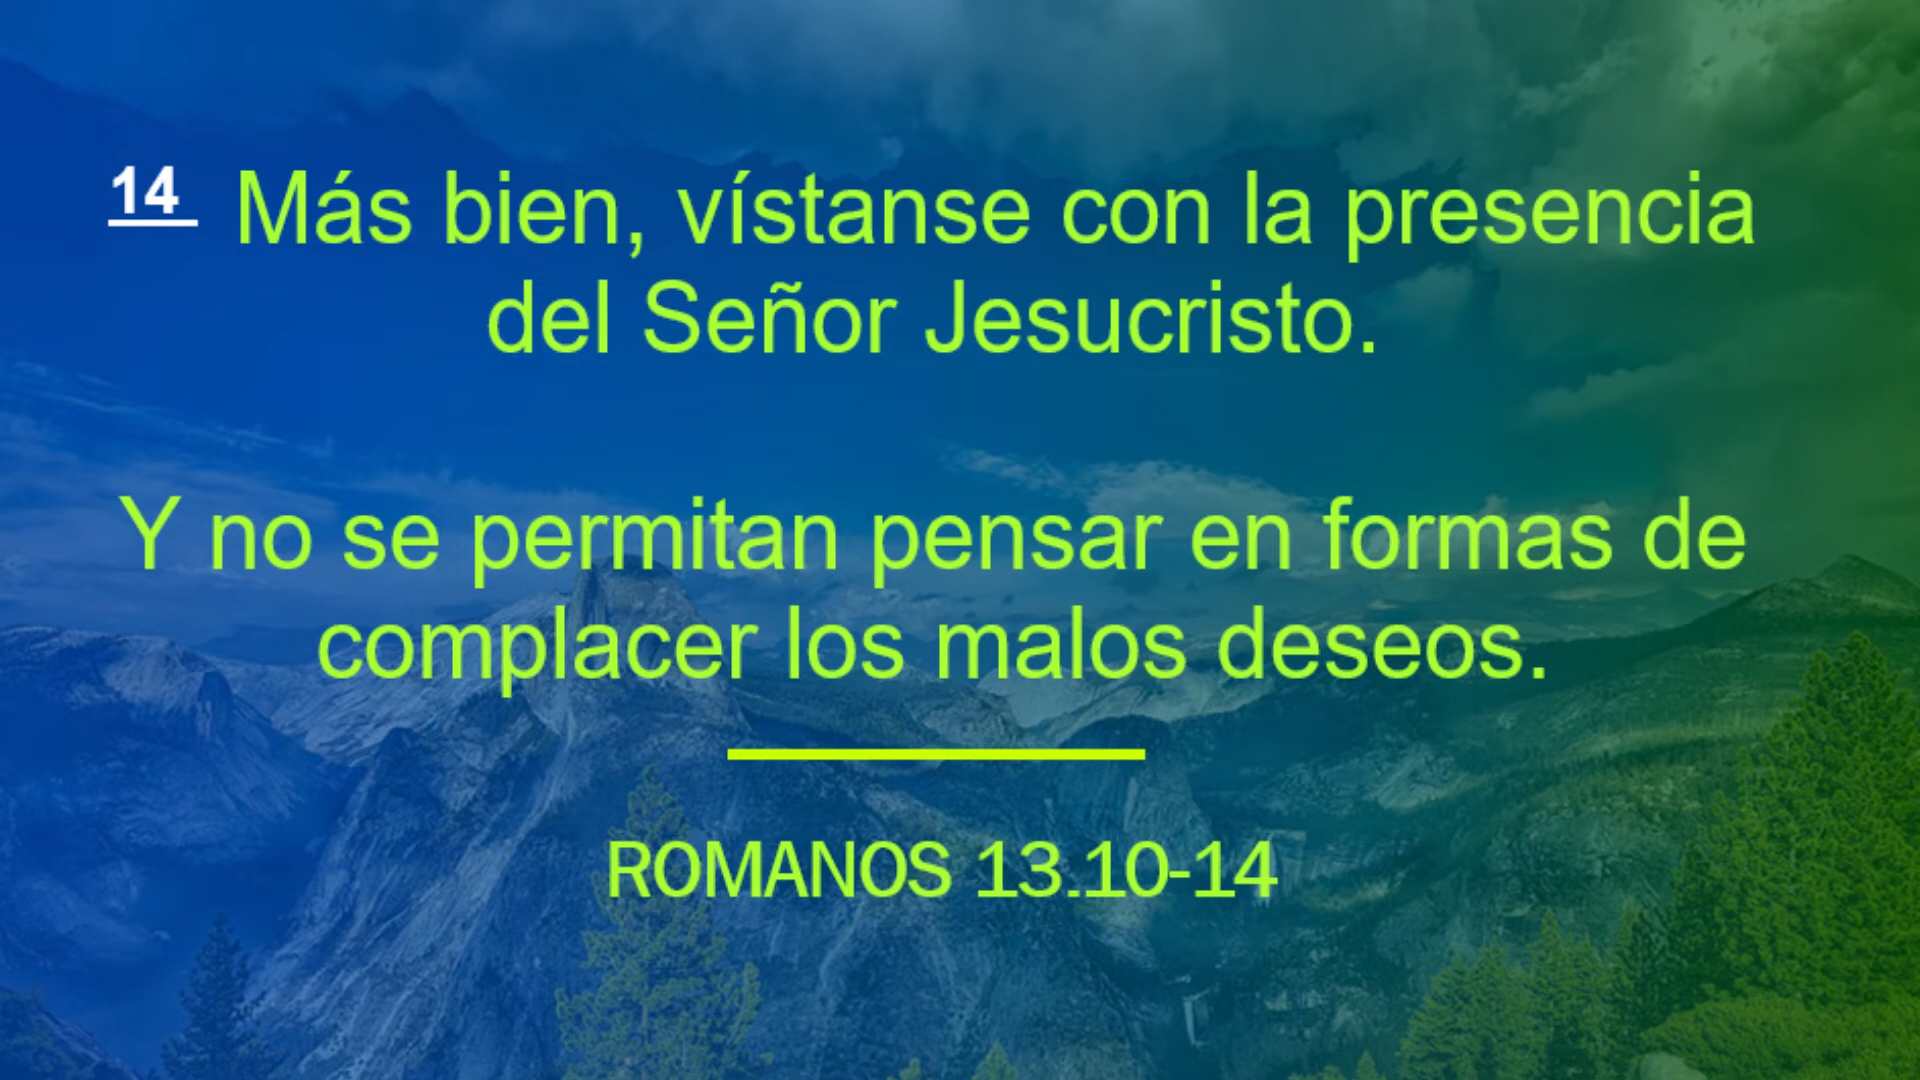 14 Más bien, vístanse con la presencia
del Señor Jesucristo.
Y no se permitan pensar en formas de
complacer los malos deseos.
ROMANOS 13.10-14